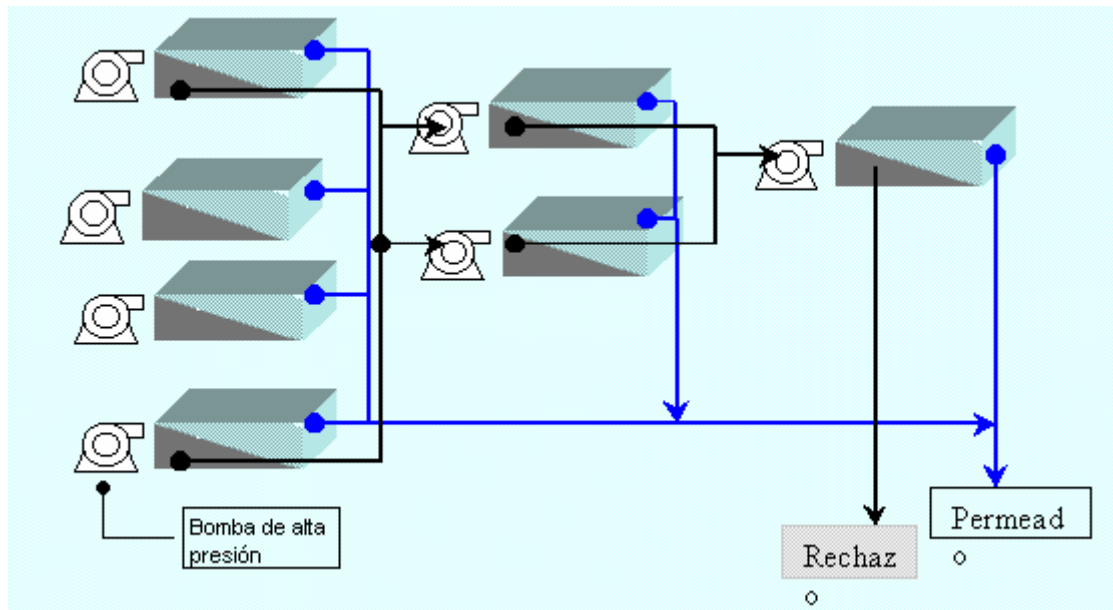 Bomba de alta
presión
Permead
o
Rechaz
o